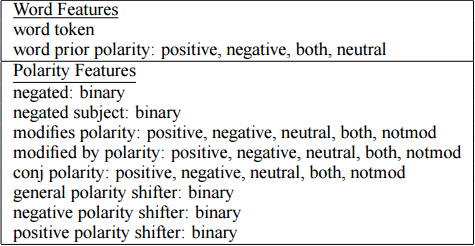 Word Features
word token
word prior polarity: positive, negative, both, neutral
Polarity Features
negated: binary
negated subject: binary
modifies polarity: positive, negative, neutral, both, notmod
modified by polarity: positive, negative, neutral, both, notmod
conj polarity: positive, negative, neutral, both, notmod
general polarity shifter: binary
negative polarity shifter: binary
positive polarity shifter: binary